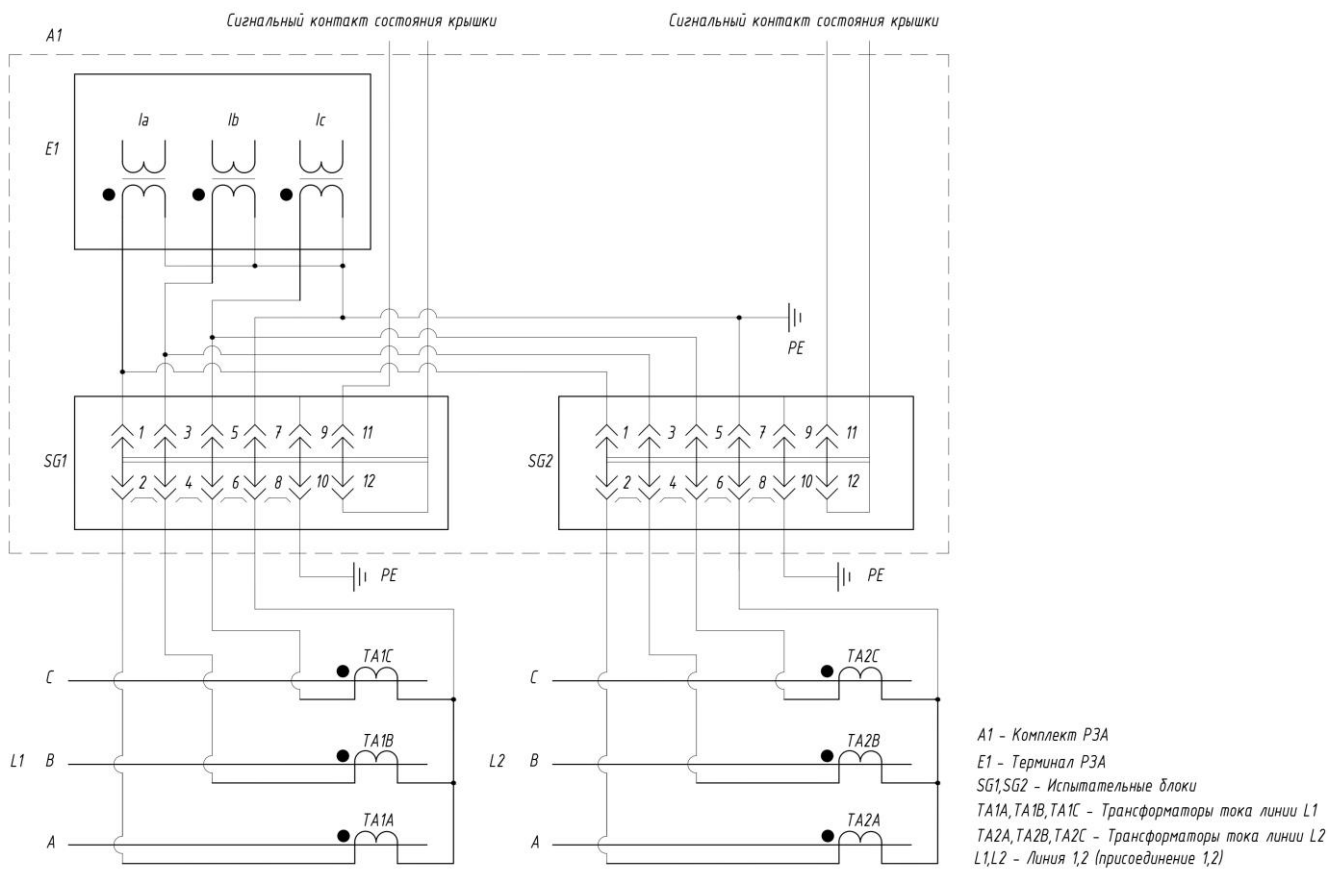 Сигнальный контакт состояния крышки
Сигнальный контакт состояния крышки
A1
Ia Ib Ic
E1
PE
1 3 5 7 9 11
1 3 5 7 9 11
SG1
SG2
2 4 6 8 10 12
2 4 6 8 10 12
PE
PE
TA1C
TA2C
C
C
TA1B
TA2B
L1 B
L2 B
TA1A
TA2A
A
A
A1 - Комплект РЗА
E1 - Терминал РЗА
SG1,SG2 - Испытательные блоки
TA1A,TA1B,TA1C - Трансформаторы тока линии L1
TA2A,TA2B,TA2C - Трансформаторы тока линии L2
L1,L2 - Линия 1,2 (присоединение 1,2)